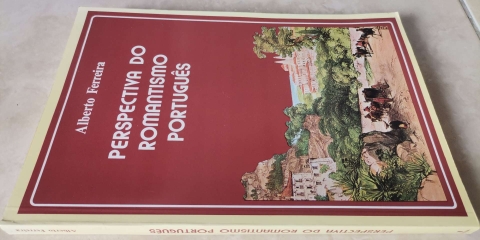 Alberto Ferreira
PERSPECTIVA DO
ROMANTISMO
PORTUGUÊS
Alberto Ferreira
PERSPECTIVA DO ROMANTISMO PORTUGUÊS